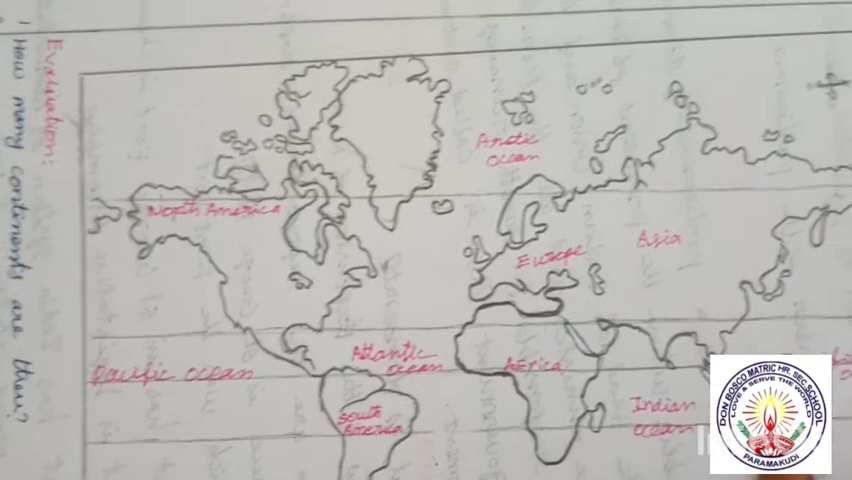 Evaluation:
1 How many continents are there?
Arctic
ocean
North America
Europe
Asia
Atlantic
ocean
Pacific ocean
Africa
South
America
Indian
ocean
DON BOSCO MATRIC HR. SEC SCHOOL
LOVE & SERVE THE WORLD
PARAMAKUDI